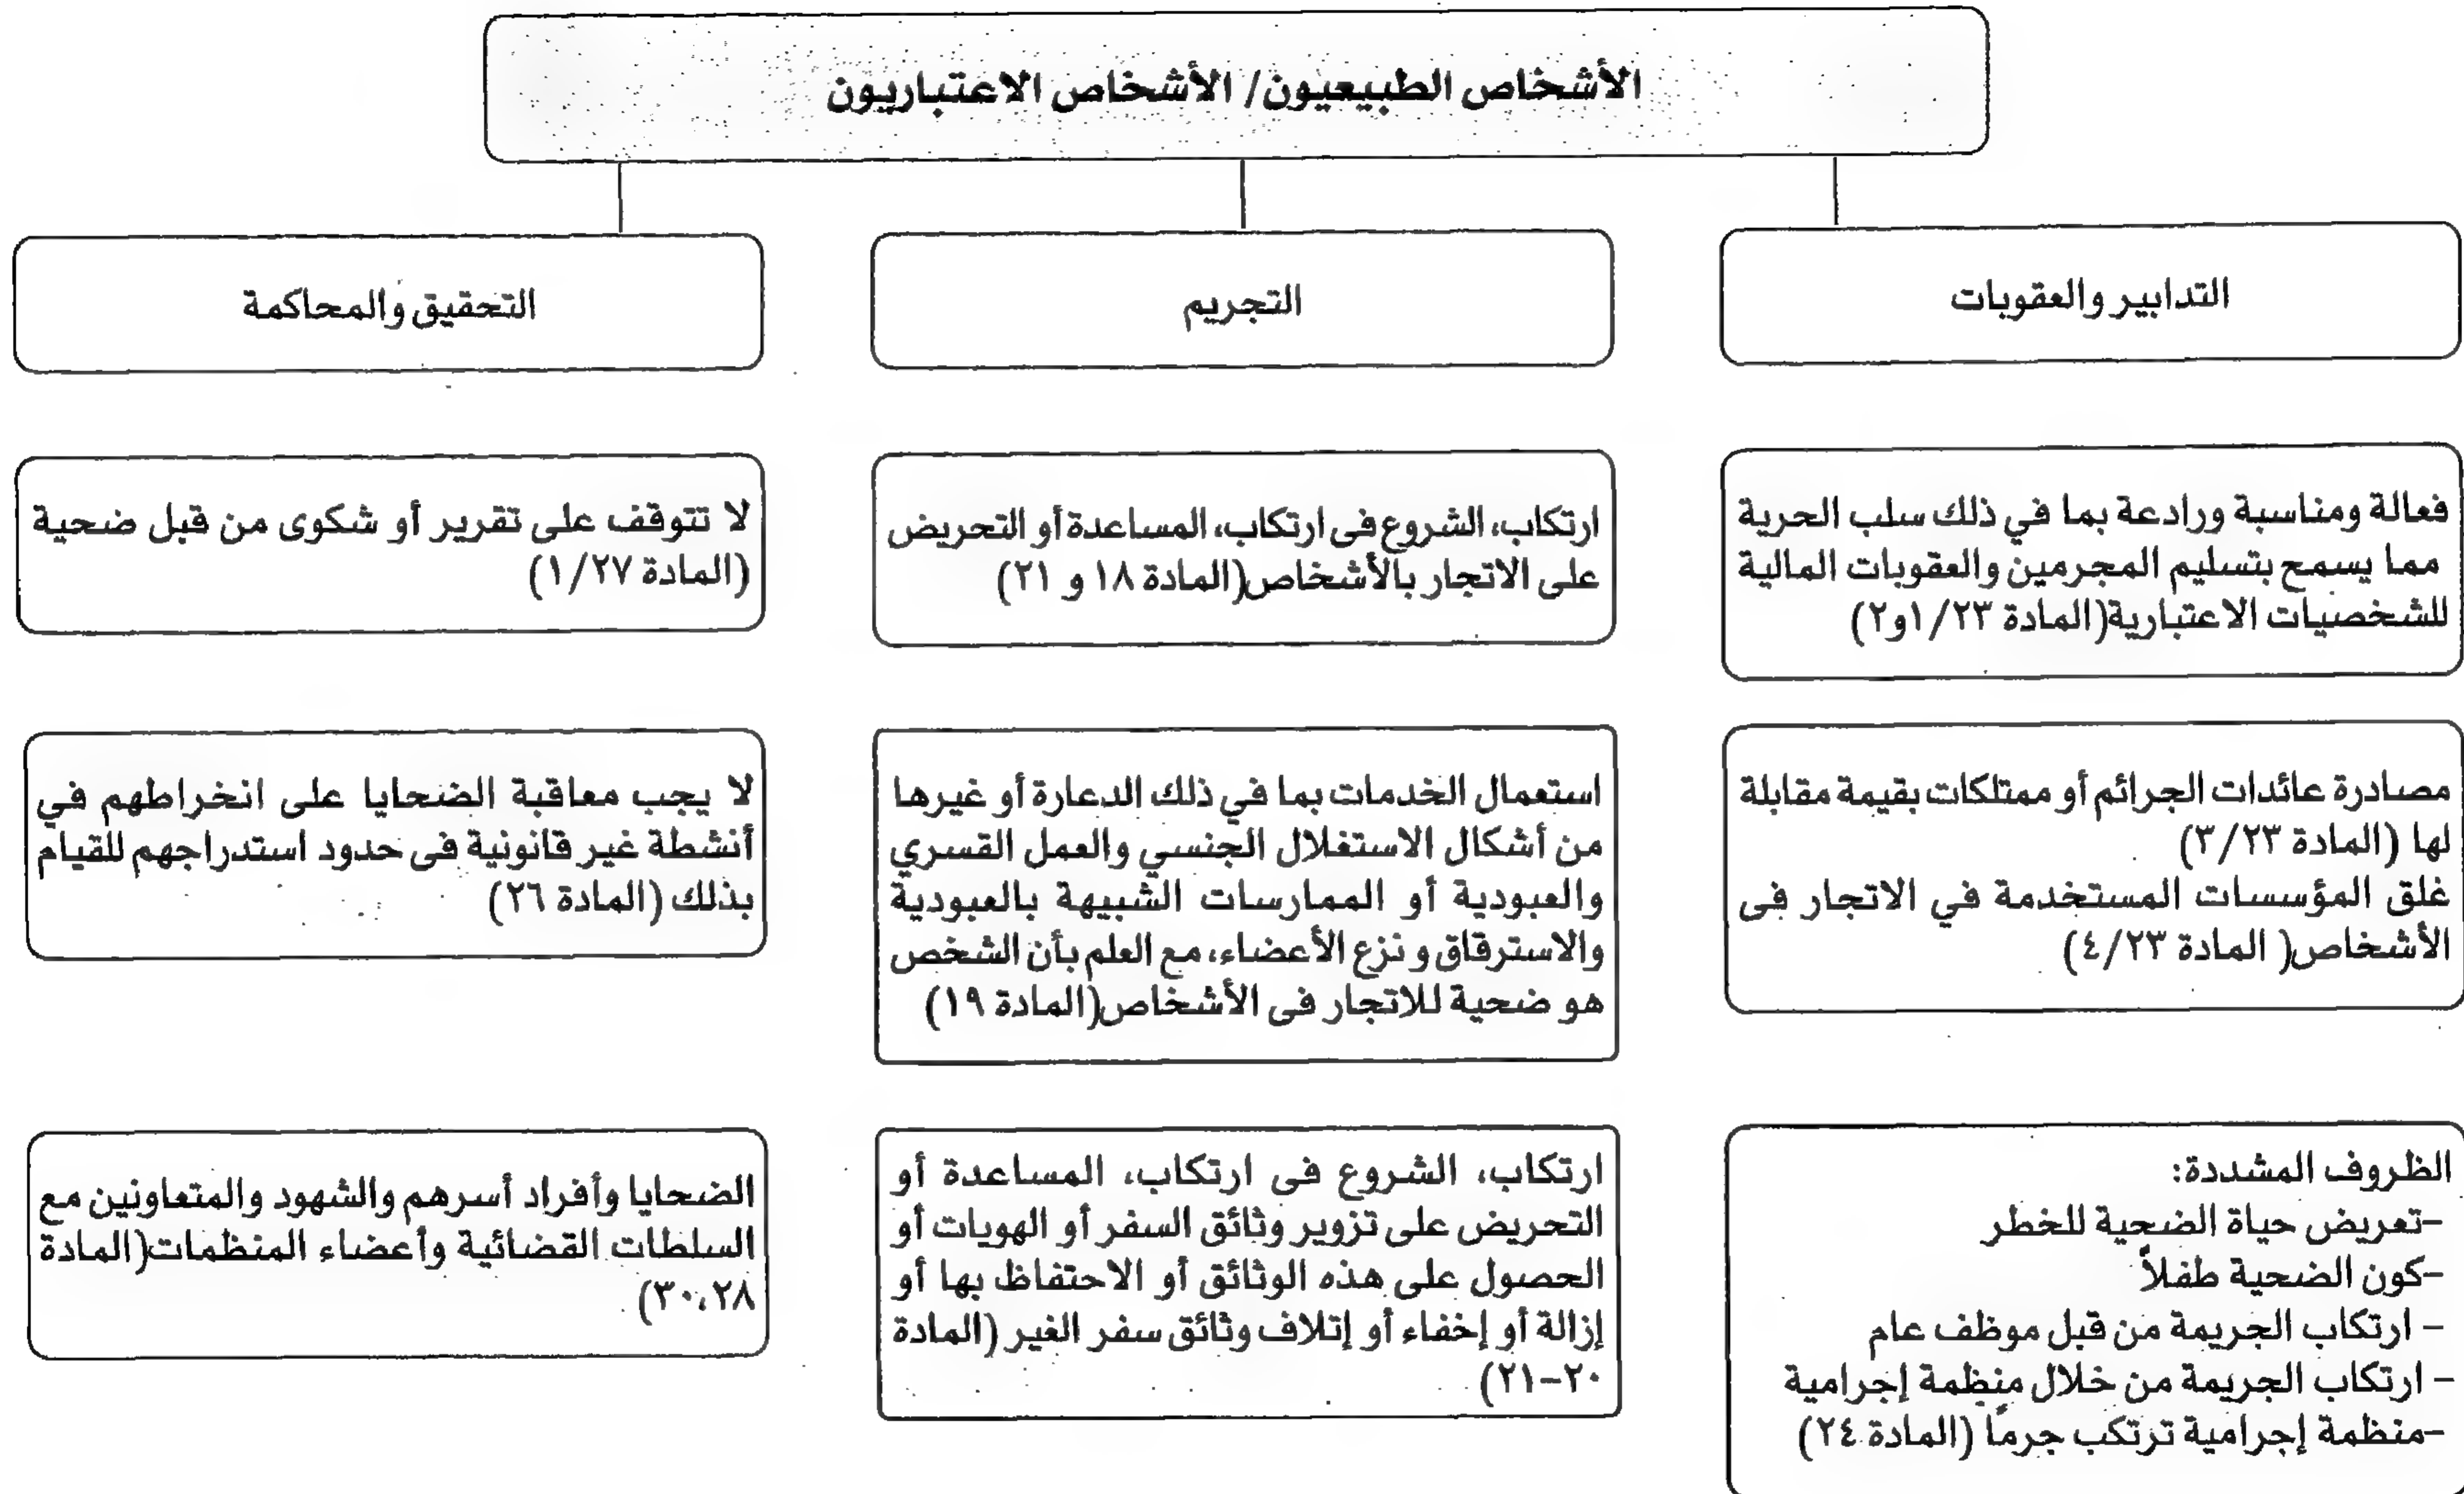 الأشخاص الطبيعيون/ الأشخاص الاعتباريون
التدابير والعقوبات
فعالة ومناسبة ورادعة بما في ذلك سلب الحرية
مما يسمح بتسليم المجرمين والعقوبات المالية
للشخصيات الاعتبارية(المادة ١/٢٣و٢)
مصادرة عائدات الجرائم أو ممتلكات بقيمة مقابلة
لها (المادة ٣/٢٣)
غلق المؤسسات المستخدمة في الاتجار فى
الأشخاص( المادة ٤/٢٣)
الظروف المشددة:
-تعريض حياة الضحية للخطر
-كون الضحية طفلاً
- ارتكاب الجريمة من قبل موظف عام
- ارتكاب الجريمة من خلال منظمة إجرامية
-منظمة إجرامية ترتكب جرماً (المادة ٢٤)
التجريم
ارتكاب، الشروع فى ارتكاب، المساعدة أو التحريض
على الاتجار بالأشخاص(المادة ١٨ و ٢١)
استعمال الخدمات بما في ذلك الدعارة أو غيرها
من أشكال الاستغلال الجنسي والعمل القسري
والعبودية أو الممارسات الشبيهة بالعبودية
والاسترقاق و نزع الأعضاء، مع العلم بأن الشخص
هو ضحية للاتجار فى الأشخاص(المادة ١٩)
ارتكاب، الشروع فى ارتكاب، المساعدة أو
التحريض على تزوير وثائق السفر أو الهويات أو
الحصول على هذه الوثائق أو الاحتفاظ بها أو
إزالة أو إخفاء أو إتلاف وثائق سفر الغير (المادة
٢٠-٢١)
التحقيق والمحاكمة
لا تتوقف على تقرير أو شكوى من قبل ضحية
(المادة ١/٢٧)
لا يجب معاقبة الضحايا على انخراطهم في
أنشطة غير قانونية فى حدود استدراجهم للقيام
بذلك (المادة ٢٦)
الضحايا وأفراد أسرهم والشهود والمتعاونين مع
السلطات القضائية وأعضاء المنظمات(المادة
٢٨،٣٠)